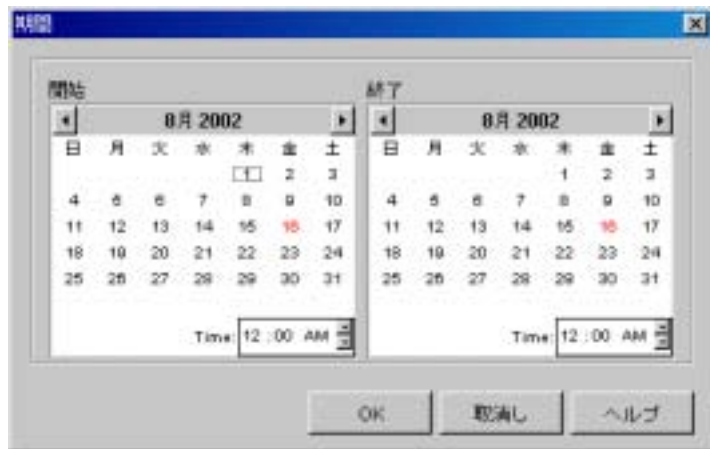 期間
開始
8月 2002
日 月 火 水 木 金 土
1 2 3
4 5 6 7 8 9 10
11 12 13 14 15 16 17
18 19 20 21 22 23 24
25 26 27 28 29 30 31
Time: 12 :00 AM
終了
8月 2002
日 月 火 水 木 金 土
1 2 3
4 5 6 7 8 9 10
11 12 13 14 15 16 17
18 19 20 21 22 23 24
25 26 27 28 29 30 31
Time: 12 :00 AM
OK 取消し ヘルプ